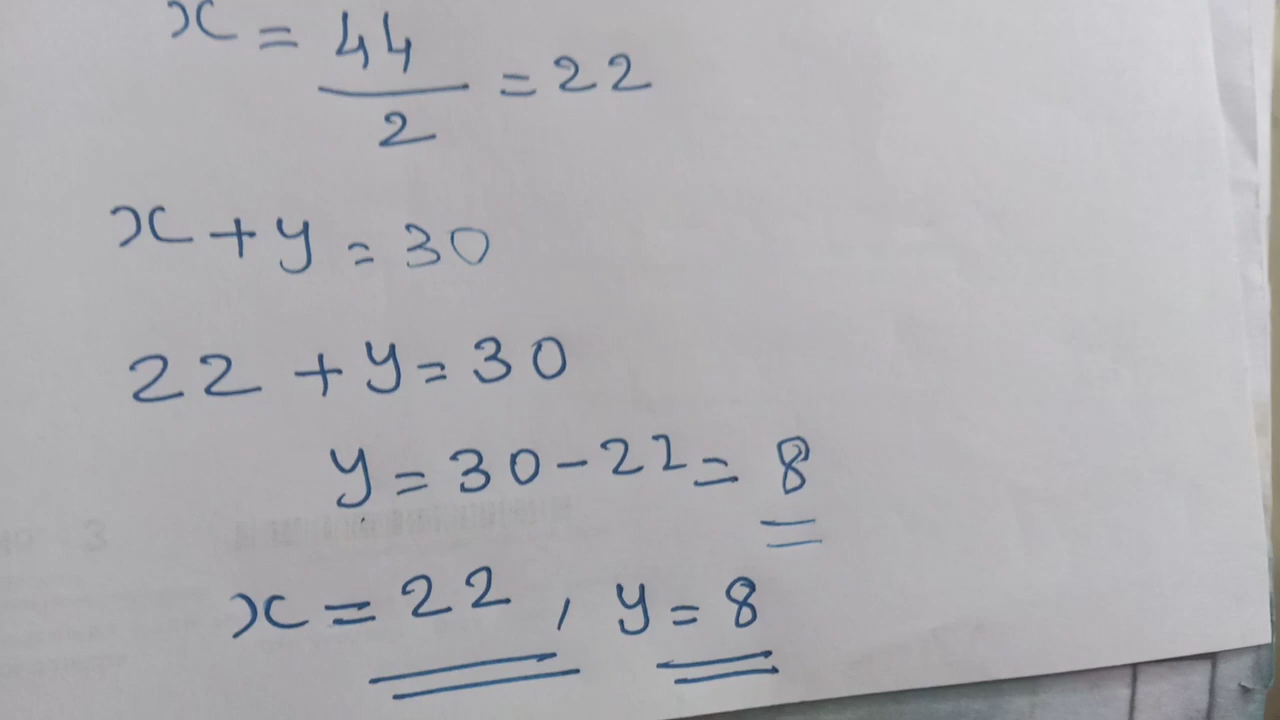 x = 44/2 = 22
x + y = 30
22 + y = 30
y = 30 - 22 = 8
x = 22, y = 8